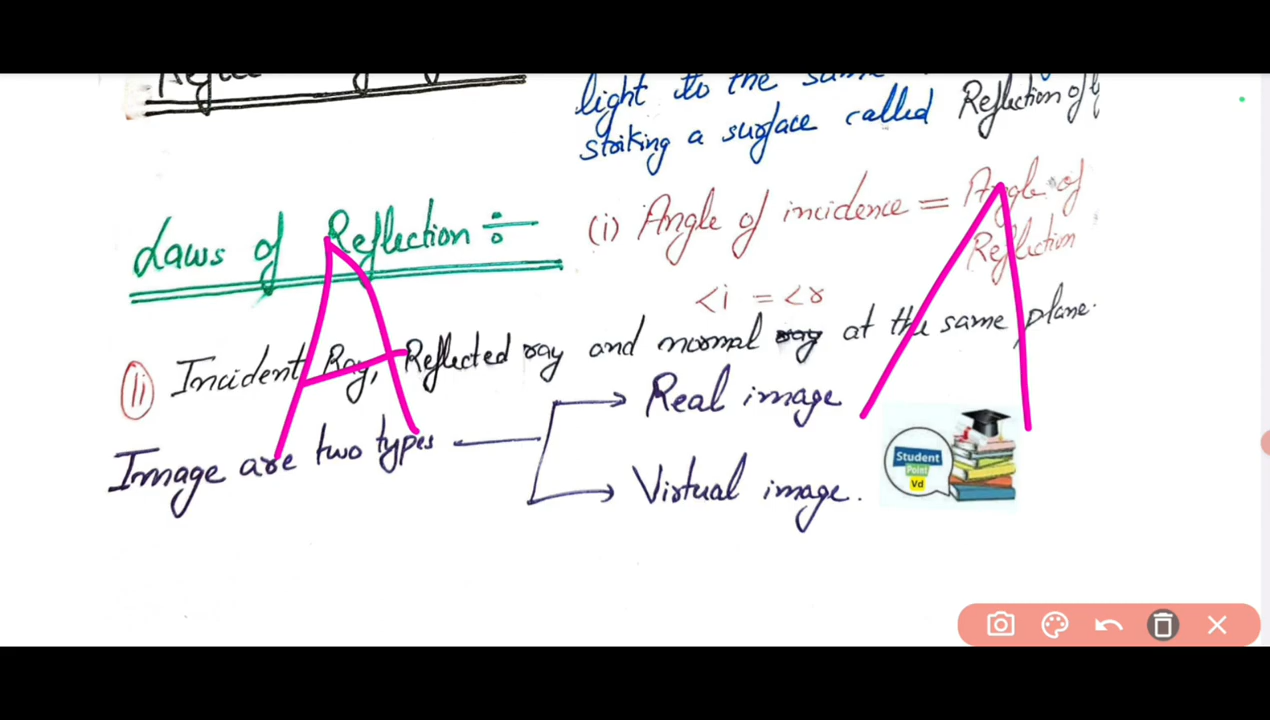 light to the same
striking a surface called Reflection of
Laws of Reflection ÷
(i) Angle of incidence = Angle of
Reflection
<i = <r
(ii) Incident Ray, Reflected ray and normal ray at the same plane.
Image are two types
Real image
Virtual image.
Student
Point
Vd
A